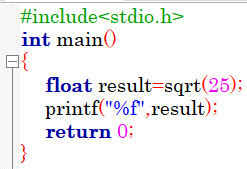 #include<stdio.h>
int main()
{
float result=sqrt(25);
printf("%f",result);
return 0;
}